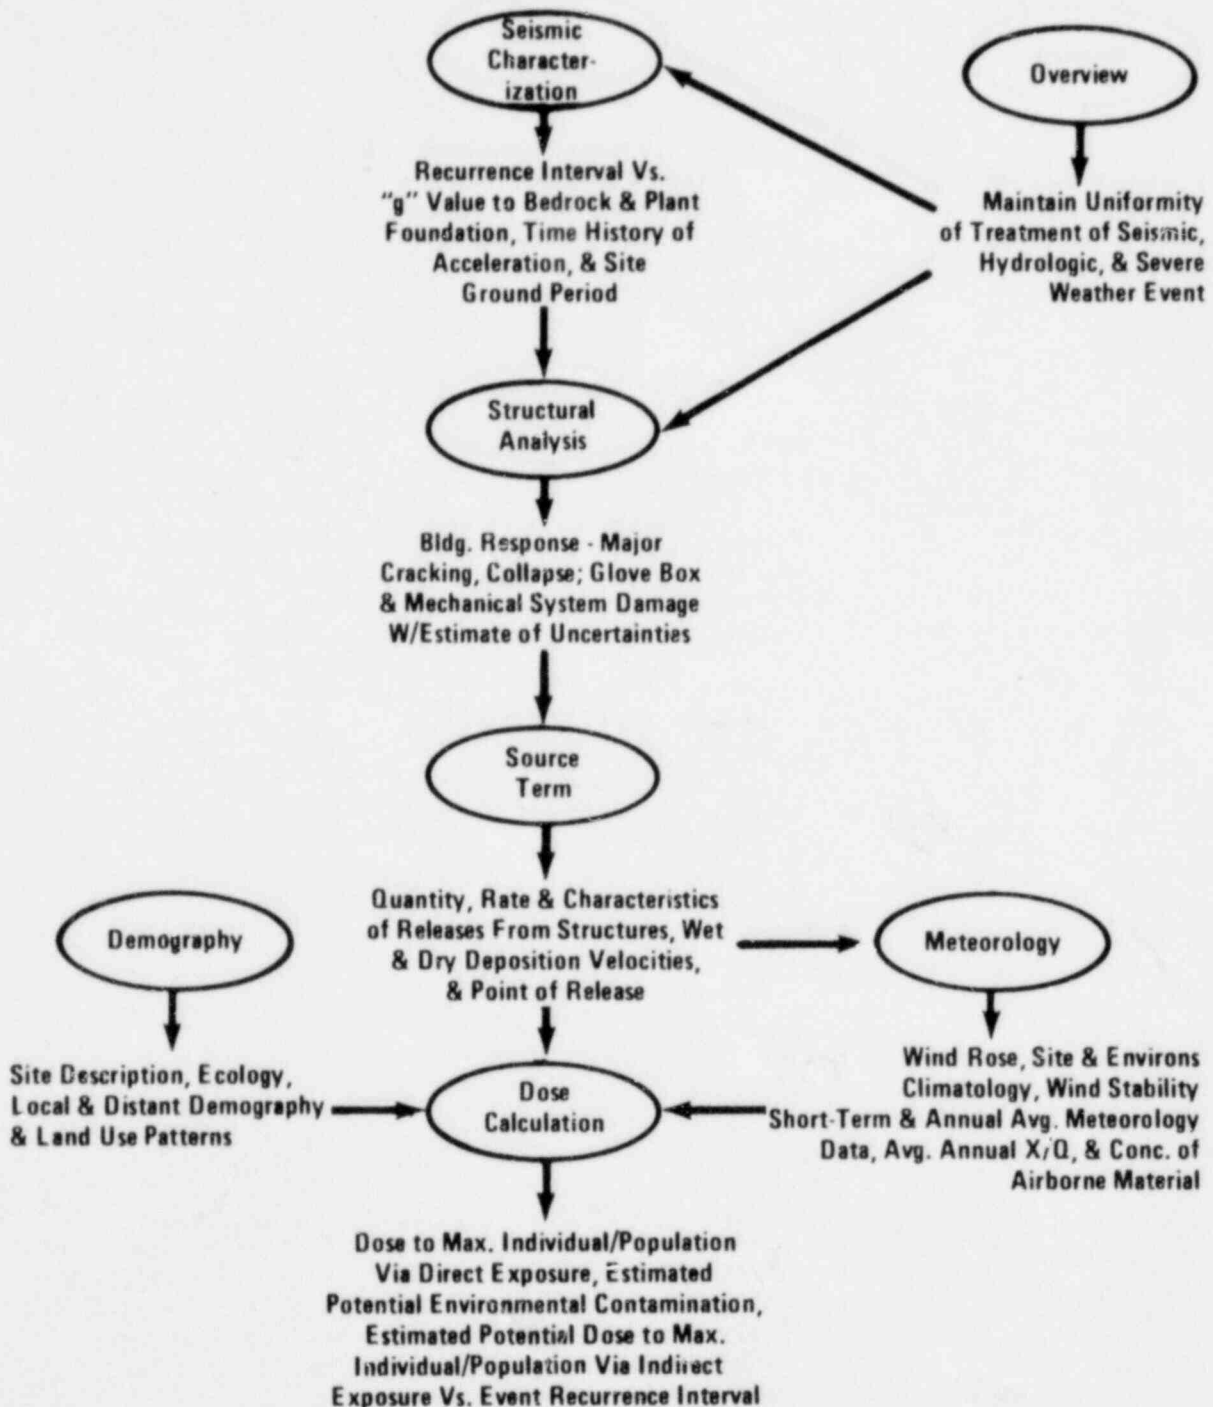 Seismic
Character-
ization
Overview
Recurrence Interval Vs.
"g" Value to Bedrock & Plant
Foundation, Time History of
Acceleration, & Site
Ground Period
Maintain Uniformity
of Treatment of Seismic,
Hydrologic, & Severe
Weather Event
Structural
Analysis
Bldg. Response - Major
Cracking, Collapse; Glove Box
& Mechanical System Damage
W/Estimate of Uncertainties
Source
Term
Quantity, Rate & Characteristics
of Releases From Structures, Wet
& Dry Deposition Velocities,
& Point of Release
Demography
Meteorology
Site Description, Ecology,
Local & Distant Demography
& Land Use Patterns
Dose
Calculation
Wind Rose, Site & Environs
Climatology, Wind Stability
Short-Term & Annual Avg. Meteorology
Data, Avg. Annual X/Q, & Conc. of
Airborne Material
Dose to Max. Individual/Population
Via Direct Exposure, Estimated
Potential Environmental Contamination,
Estimated Potential Dose to Max.
Individual/Population Via Indirect
Exposure Vs. Event Recurrence Interval